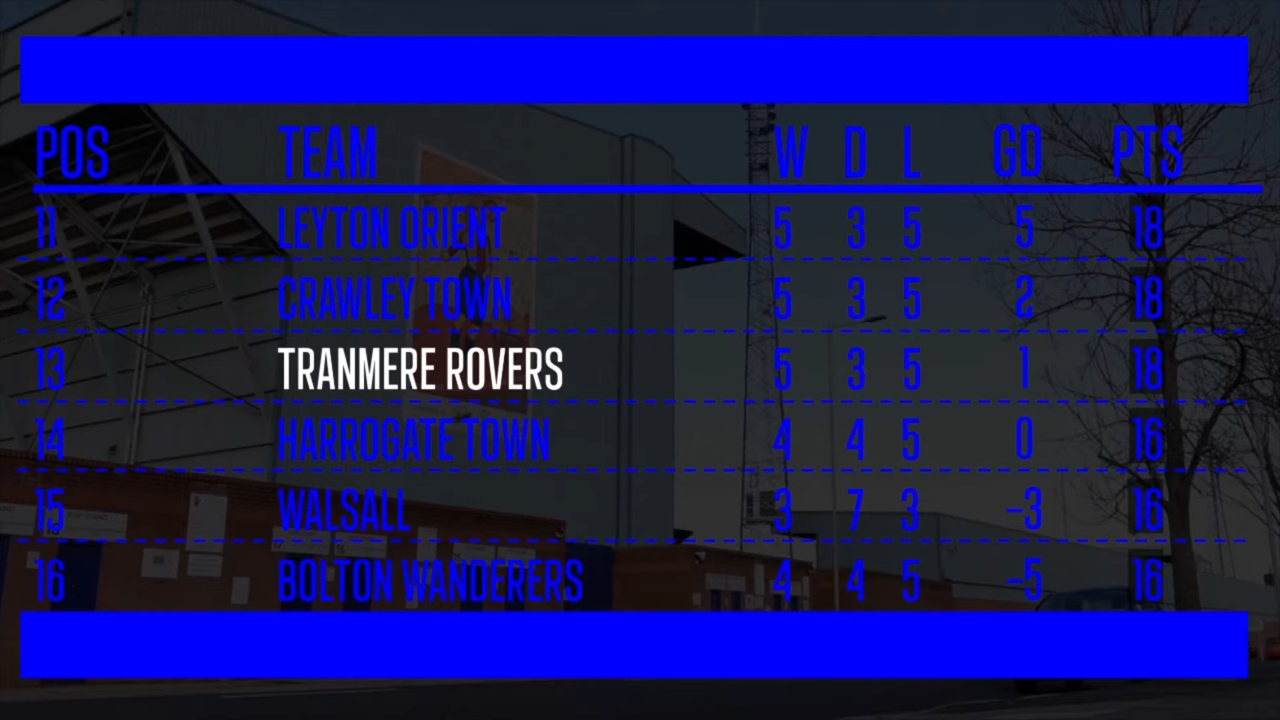 POS TEAM W D L GD PTS
11 LEYTON ORIENT 5 3 5 5 18
12 CRAWLEY TOWN 5 3 5 2 18
13 TRANMERE ROVERS 5 3 5 1 18
14 HARROGATE TOWN 4 4 5 0 16
15 WALSALL 3 7 3 -3 16
16 BOLTON WANDERERS 4 4 5 -5 16